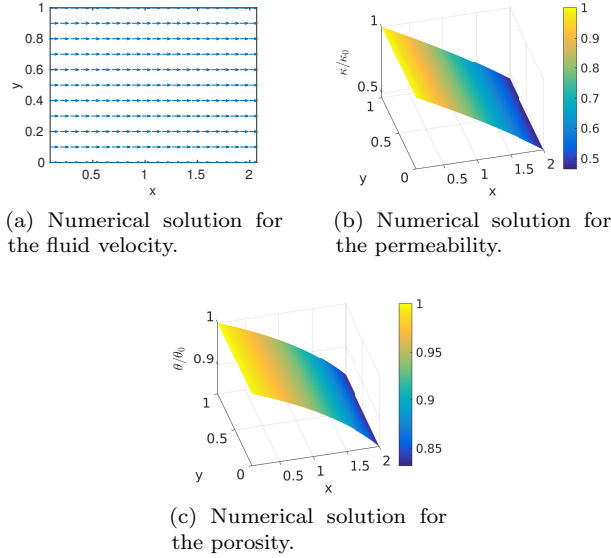 1
0.8
0.6
0.4
0.2
0
y
0.5 1 1.5 2
x
1
0.5
κ/κ0
1
0.5
0
y
0.5 1 1.5 2
x
1
0.9
0.8
0.7
0.6
0.5
(a) Numerical solution for
the fluid velocity.
(b) Numerical solution for
the permeability.
1
0.9
θ/θ0
1
0.5
0
y
0.5 1 1.5 2
x
1
0.95
0.9
0.85
(c) Numerical solution for
the porosity.